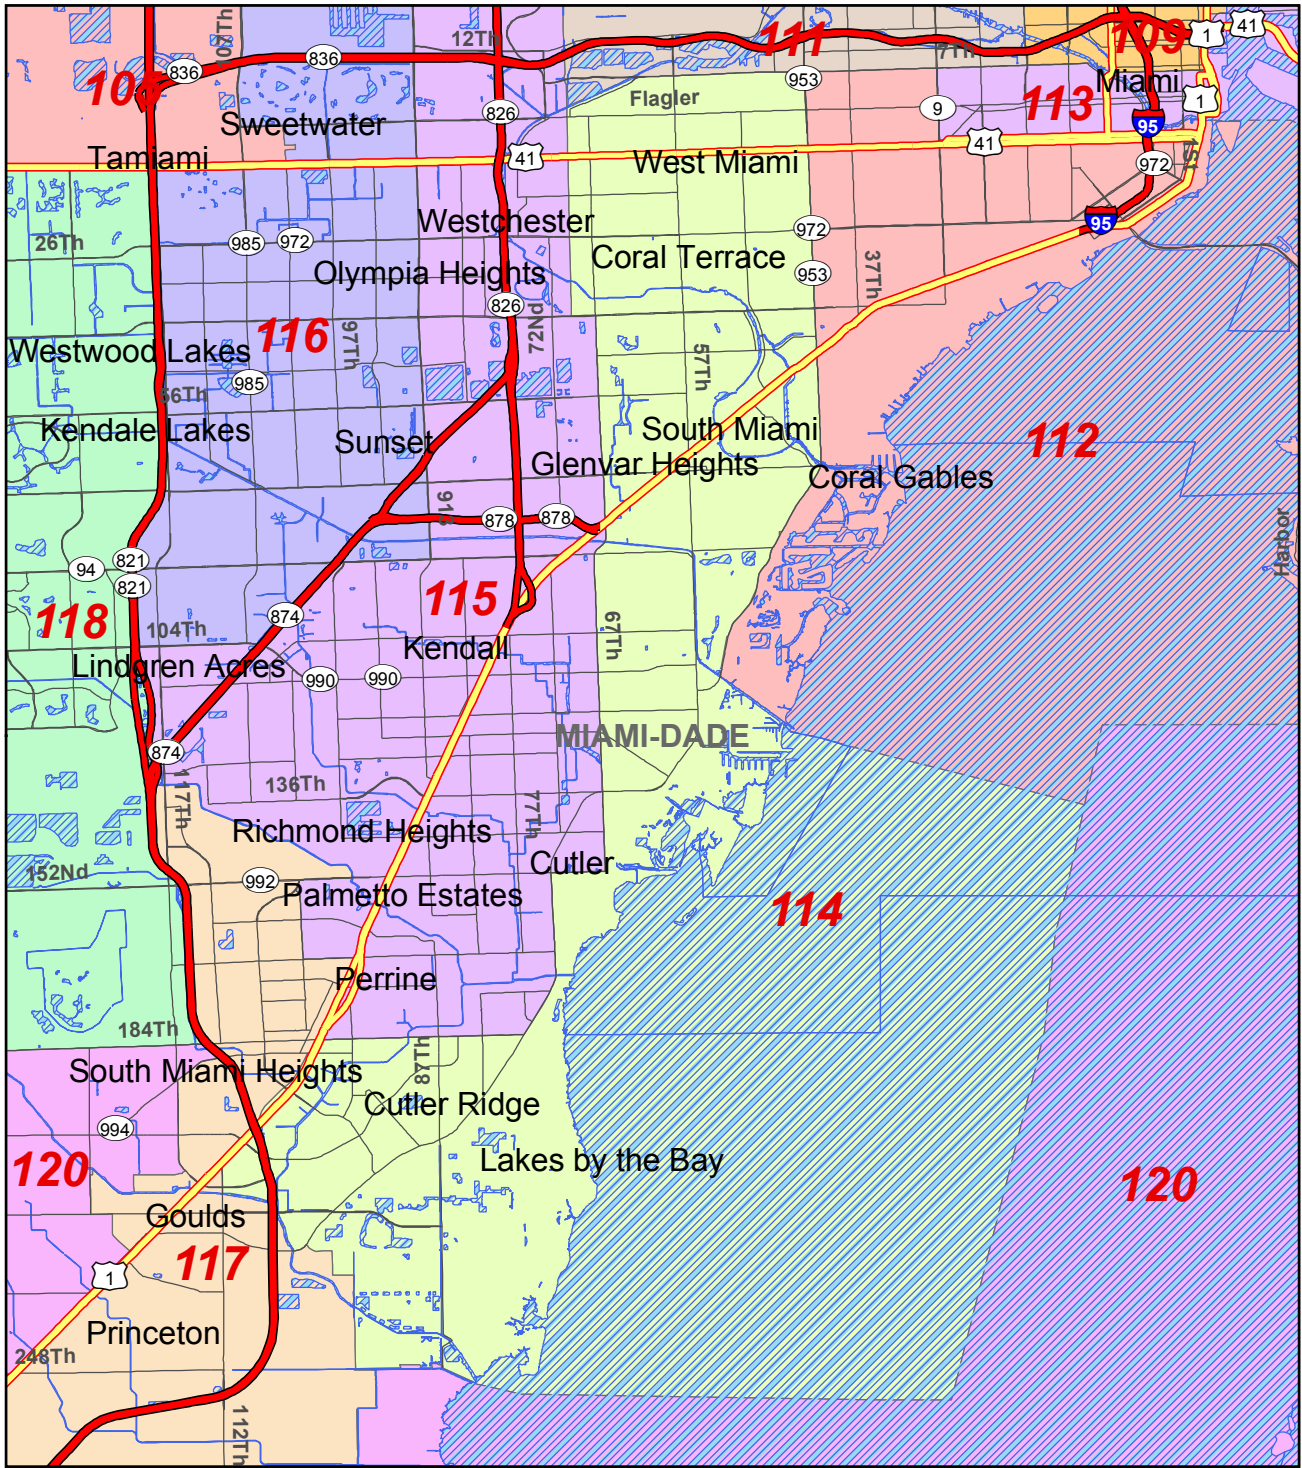 107Th
12Th
111
109
1
41
836
836
7Th
105
953
Miami
Flagler
9
113
1
Sweetwater
826
95
Tamiami
41
West Miami
41
972
1St
Westchester
95
26Th
985
972
972
Coral Terrace
953
37Th
Olympia Heights
826
72Nd
116
97Th
Westwood Lakes
57Th
985
56Th
Kendale Lakes
Sunset
South Miami
112
Glenvar Heights
Coral Gables
878
878
Harbor
821
94
821
115
118
874
104Th
67Th
Kendall
Lindgren Acres
990
990
MIAMI-DADE
874
136Th
117Th
77Th
Richmond Heights
Cutler
152Nd
992
Palmetto Estates
114
Perrine
184Th
South Miami Heights
87Th
Cutler Ridge
994
Lakes by the Bay
120
120
Goulds
117
1
Princeton
248Th
112Th